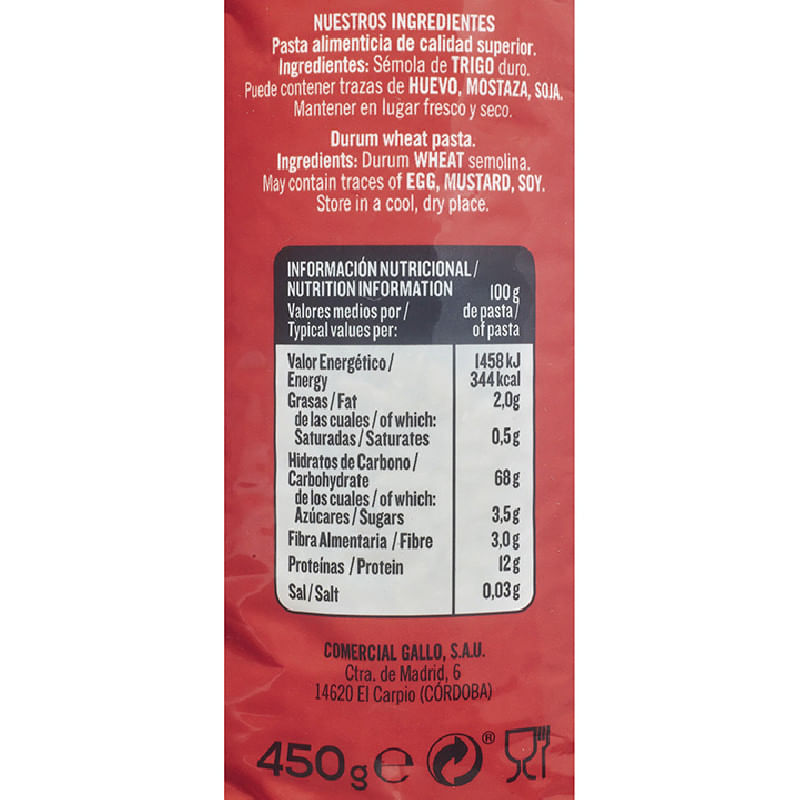 NUESTROS INGREDIENTES
Pasta alimenticia de calidad superior.
Ingredientes: Sémola de TRIGO duro.
Puede contener trazas de HUEVO, MOSTAZA, SOJA.
Mantener en lugar fresco y seco.
Durum wheat pasta.
Ingredients: Durum WHEAT semolina.
May contain traces of EGG, MUSTARD, SOY.
Store in a cool, dry place.
INFORMACIÓN NUTRICIONAL/
NUTRITION INFORMATION
Valores medios por/
Typical values per:
100 g
de pasta/
of pasta
Valor Energético/ 1458 kJ
Energy 344 kcal
Grasas/Fat 2,0g
de las cuales/of which:
Saturadas/Saturates 0,5g
Hidratos de Carbono/
Carbohydrate 68g
de los cuales/of which:
Azúcares/Sugars 3,5g
Fibra Alimentaria /Fibre 3,0g
Proteínas /Protein 12g
Sal/Salt 0,03g
COMERCIAL GALLO, S.A.U.
Ctra. de Madrid, 6
14620 El Carpio (CÓRDOBA)
450g e ®